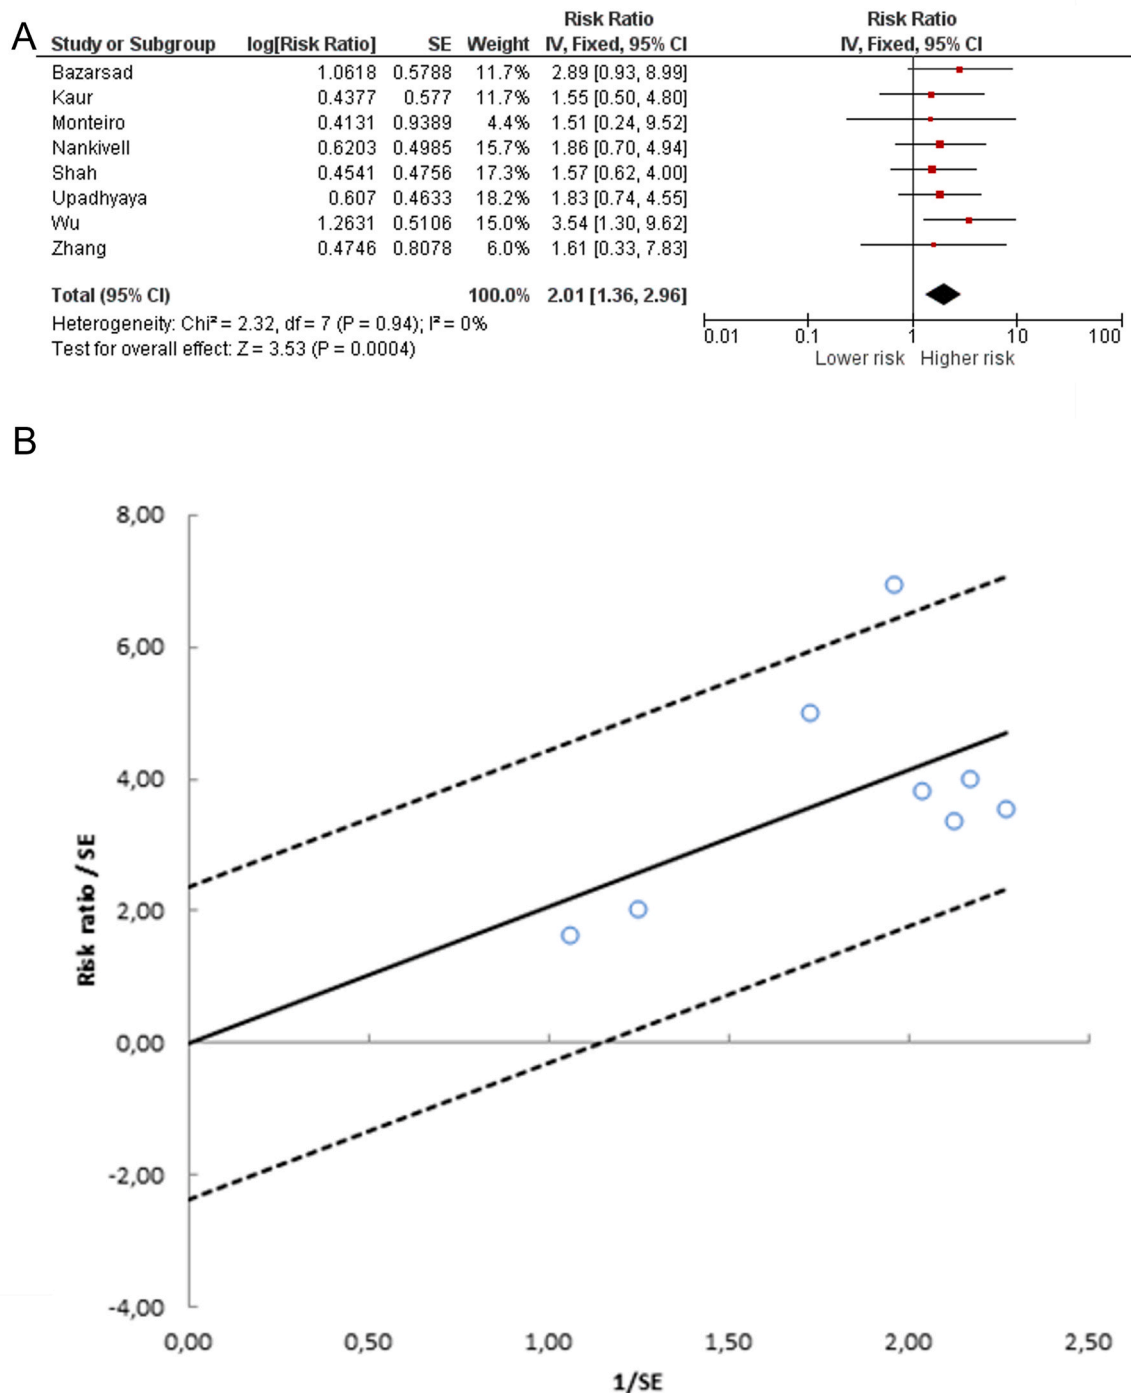 A
Risk Ratio Risk Ratio
Study or Subgroup log[Risk Ratio] SE Weight IV, Fixed, 95% CI IV, Fixed, 95% CI
Bazarsad 1.0618 0.5788 11.7% 2.89 [0.93, 8.99]
Kaur 0.4377 0.577 11.7% 1.55 [0.50, 4.80]
Monteiro 0.4131 0.9389 4.4% 1.51 [0.24, 9.52]
Nankivell 0.6203 0.4985 15.7% 1.86 [0.70, 4.94]
Shah 0.4541 0.4756 17.3% 1.57 [0.62, 4.00]
Upadhyaya 0.607 0.4633 18.2% 1.83 [0.74, 4.55]
Wu 1.2631 0.5106 15.0% 3.54 [1.30, 9.62]
Zhang 0.4746 0.8078 6.0% 1.61 [0.33, 7.83]
Total (95% CI) 100.0% 2.01 [1.36, 2.96]
Heterogeneity: Chi² = 2.32, df = 7 (P = 0.94); I² = 0%
Test for overall effect: Z = 3.53 (P = 0.0004)
0.01 0.1 1 10 100
Lower risk Higher risk
B
8,00
6,00
4,00
2,00
0,00
-2,00
-4,00
Risk ratio / SE
0,00 0,50 1,00 1,50 2,00 2,50
1/SE